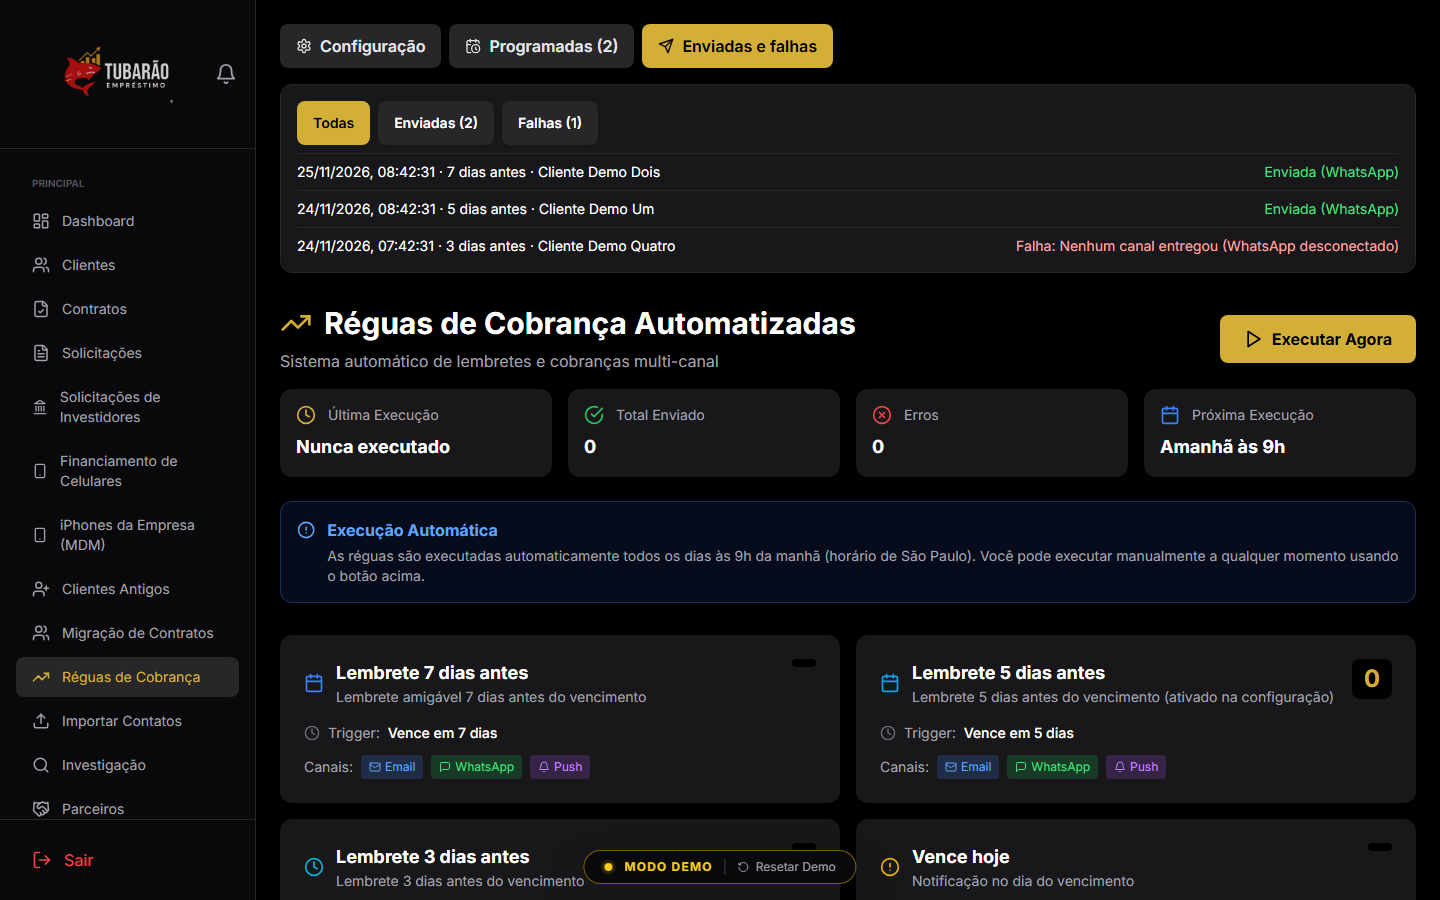 TUBARÃO
EMPRÉSTIMO
PRINCIPAL
Dashboard
Clientes
Contratos
Solicitações
Solicitações de
Investidores
Financiamento de
Celulares
iPhones da Empresa
(MDM)
Clientes Antigos
Migração de Contratos
Réguas de Cobrança
Importar Contatos
Investigação
Parceiros
Sair
Configuração
Programadas (2)
Enviadas e falhas
Todas
Enviadas (2)
Falhas (1)
25/11/2026, 08:42:31 · 7 dias antes · Cliente Demo Dois
Enviada (WhatsApp)
24/11/2026, 08:42:31 · 5 dias antes · Cliente Demo Um
Enviada (WhatsApp)
24/11/2026, 07:42:31 · 3 dias antes · Cliente Demo Quatro
Falha: Nenhum canal entregou (WhatsApp desconectado)
Réguas de Cobrança Automatizadas
Sistema automático de lembretes e cobranças multi-canal
Executar Agora
Última Execução
Nunca executado
Total Enviado
0
Erros
0
Próxima Execução
Amanhã às 9h
Execução Automática
As réguas são executadas automaticamente todos os dias às 9h da manhã (horário de São Paulo). Você pode executar manualmente a qualquer momento usando
o botão acima.
Lembrete 7 dias antes
Lembrete amigável 7 dias antes do vencimento
Trigger: Vence em 7 dias
Canais: Email WhatsApp Push
Lembrete 5 dias antes
Lembrete 5 dias antes do vencimento (ativado na configuração)
0
Trigger: Vence em 5 dias
Canais: Email WhatsApp Push
Lembrete 3 dias antes
Lembrete 3 dias antes do vencimento
Vence hoje
Notificação no dia do vencimento
MODO DEMO
Resetar Demo